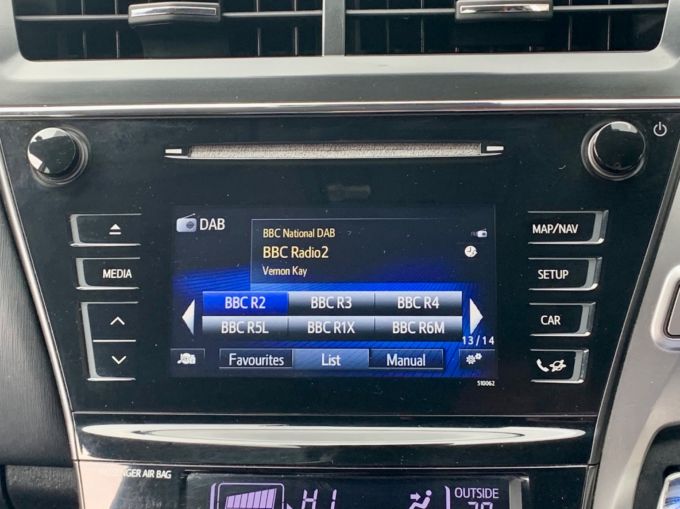 DAB
BBC National DAB
BBC Radio2
Vernon Kay
BBC R2 BBC R3 BBC R4
BBC R5L BBC R1X BBC R6M
13/14
Favourites List Manual
510062
MEDIA
MAP/NAV
SETUP
CAR
AIR BAG
HI
OUTSIDE